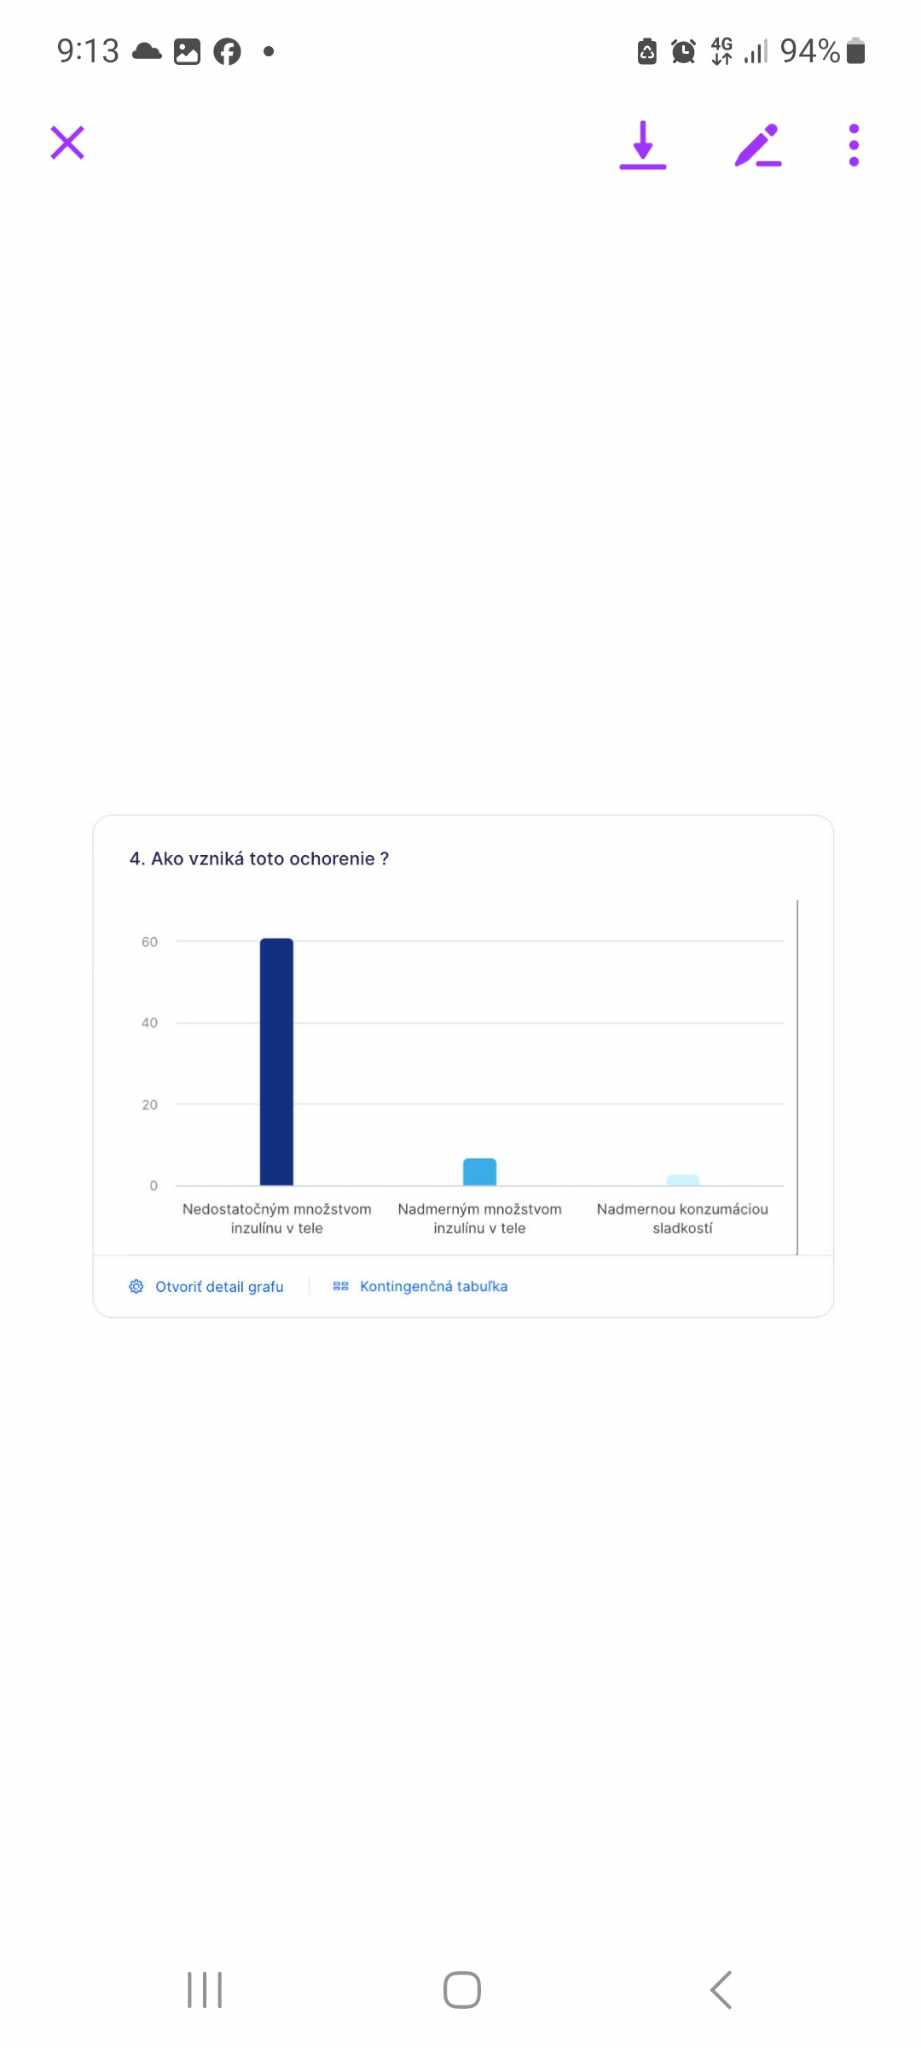 9:13
4G
94%
4. Ako vzniká toto ochorenie ?
60
40
20
0
Nedostatočným množstvom
inzulínu v tele
Nadmerným množstvom
inzulínu v tele
Nadmernou konzumáciou
sladkostí
Otvoriť detail grafu
Kontingenčná tabuľka